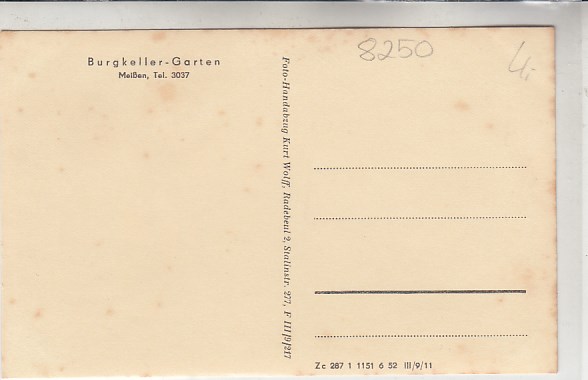 Burgkeller-Garten
Meißen, Tel. 3037
Foto-Handabzug Kurt Wolff, Radebeul 2, Stalinstr. 277, F III/9/217
8250
4,-
Zc 287 1 1151 6 52 III/9/11